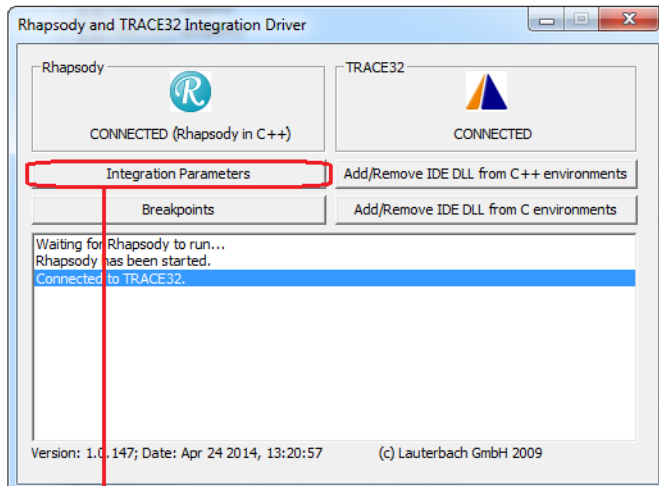 Rhapsody and TRACE32 Integration Driver
Rhapsody
TRACE32
R
CONNECTED (Rhapsody in C++)
CONNECTED
Integration Parameters
Add/Remove IDE DLL from C++ environments
Breakpoints
Add/Remove IDE DLL from C environments
Waiting for Rhapsody to run...
Rhapsody has been started.
Connected to TRACE32.
Version: 1.0.147; Date: Apr 24 2014, 13:20:57
(c) Lauterbach GmbH 2009